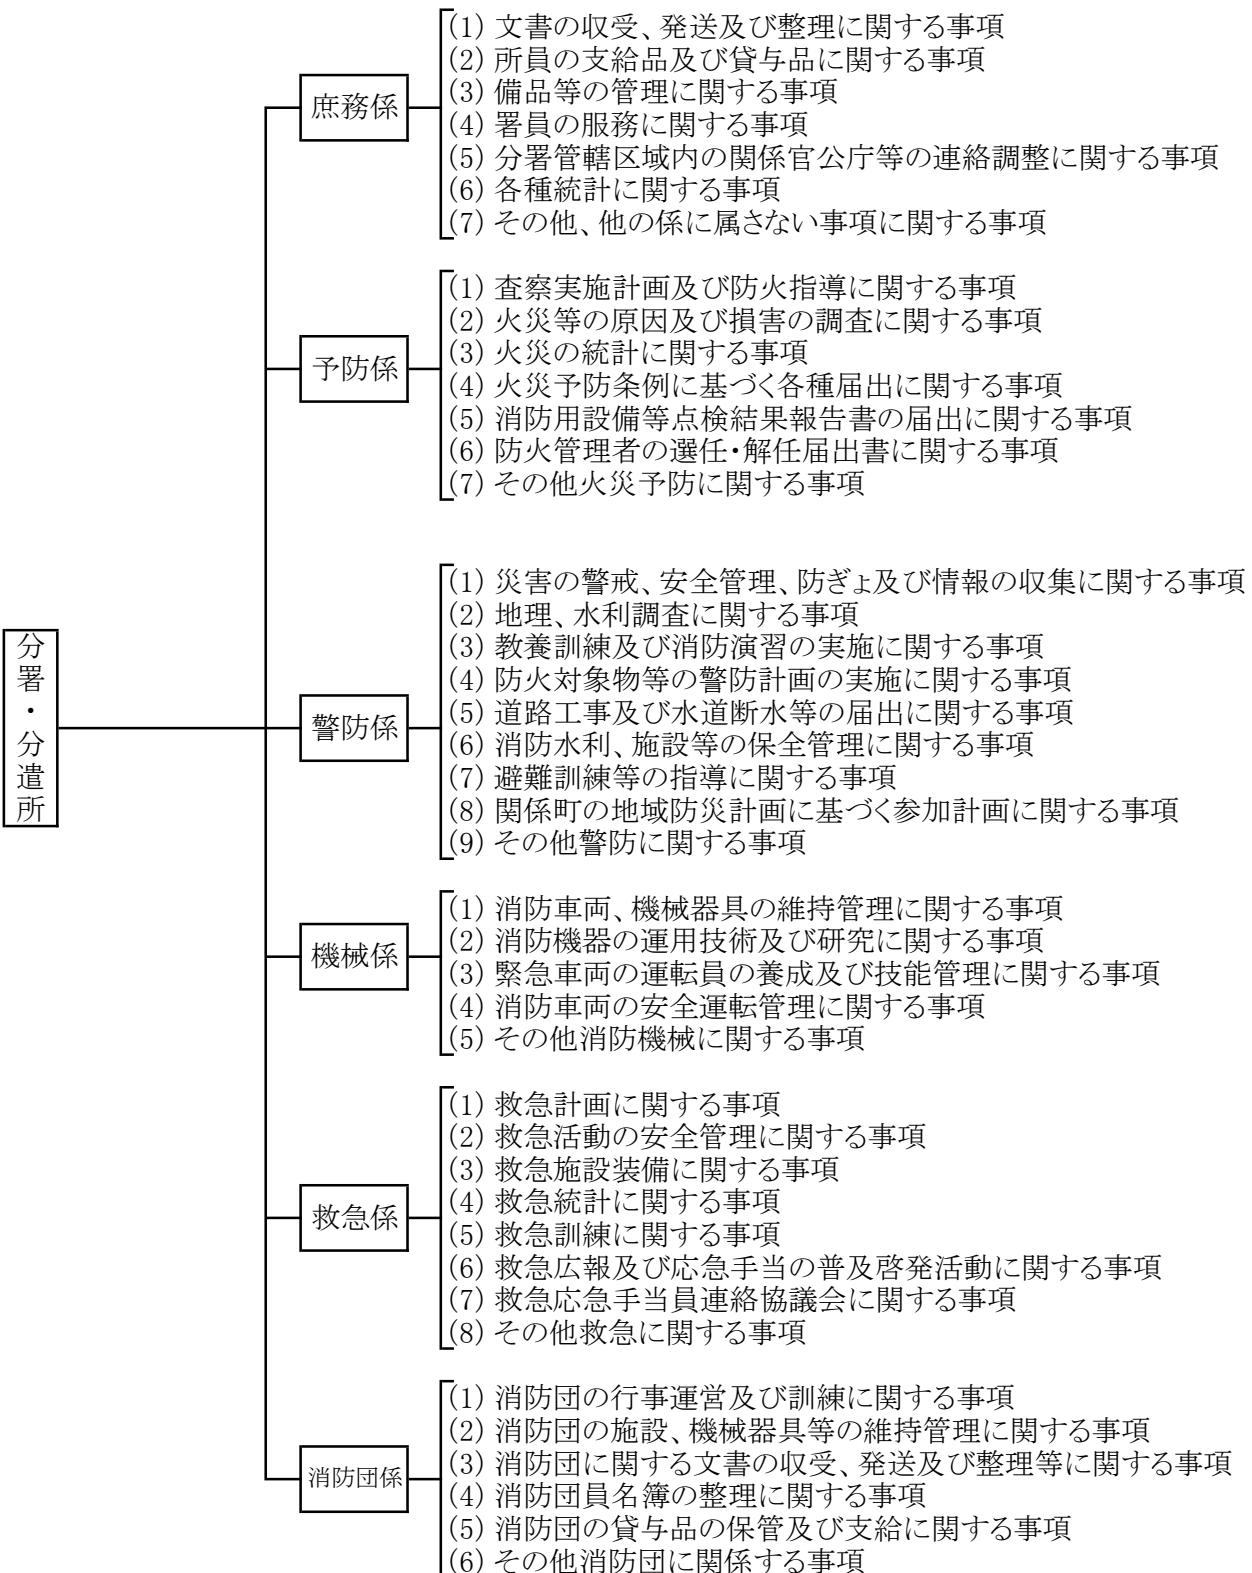 分署・分遣所
庶務係
(1) 文書の収受、発送及び整理に関する事項
(2) 所員の支給品及び貸与品に関する事項
(3) 備品等の管理に関する事項
(4) 署員の服務に関する事項
(5) 分署管轄区域内の関係官公庁等の連絡調整に関する事項
(6) 各種統計に関する事項
(7) その他、他の係に属さない事項に関する事項
予防係
(1) 査察実施計画及び防火指導に関する事項
(2) 火災等の原因及び損害の調査に関する事項
(3) 火災の統計に関する事項
(4) 火災予防条例に基づく各種届出に関する事項
(5) 消防用設備等点検結果報告書の届出に関する事項
(6) 防火管理者の選任・解任届出書に関する事項
(7) その他火災予防に関する事項
警防係
(1) 災害の警戒、安全管理、防ぎょ及び情報の収集に関する事項
(2) 地理、水利調査に関する事項
(3) 教養訓練及び消防演習の実施に関する事項
(4) 防火対象物等の警防計画の実施に関する事項
(5) 道路工事及び水道断水等の届出に関する事項
(6) 消防水利、施設等の保全管理に関する事項
(7) 避難訓練等の指導に関する事項
(8) 関係町の地域防災計画に基づく参加計画に関する事項
(9) その他警防に関する事項
機械係
(1) 消防車両、機械器具の維持管理に関する事項
(2) 消防機器の運用技術及び研究に関する事項
(3) 緊急車両の運転員の養成及び技能管理に関する事項
(4) 消防車両の安全運転管理に関する事項
(5) その他消防機械に関する事項
救急係
(1) 救急計画に関する事項
(2) 救急活動の安全管理に関する事項
(3) 救急施設装備に関する事項
(4) 救急統計に関する事項
(5) 救急訓練に関する事項
(6) 救急広報及び応急手当の普及啓発活動に関する事項
(7) 救急応急手当員連絡協議会に関する事項
(8) その他救急に関する事項
消防団係
(1) 消防団の行事運営及び訓練に関する事項
(2) 消防団の施設、機械器具等の維持管理に関する事項
(3) 消防団に関する文書の収受、発送及び整理等に関する事項
(4) 消防団員名簿の整理に関する事項
(5) 消防団の貸与品の保管及び支給に関する事項
(6) その他消防団に関係する事項